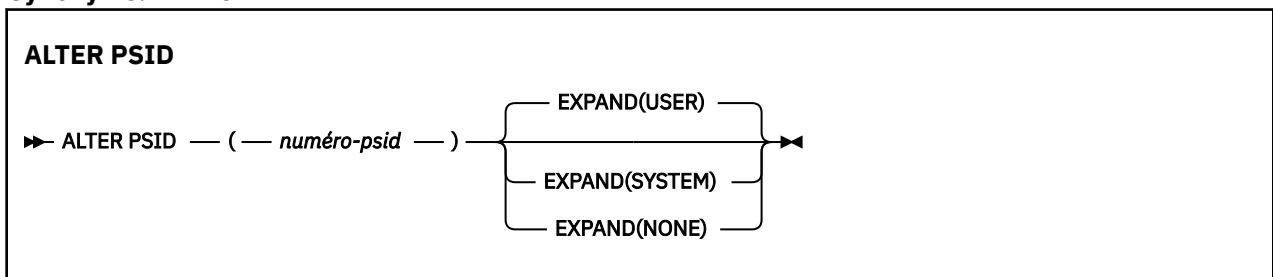 ALTER PSID
EXPAND(USER)
ALTER PSID ( numéro-psid )
EXPAND(SYSTEM)
EXPAND(NONE)